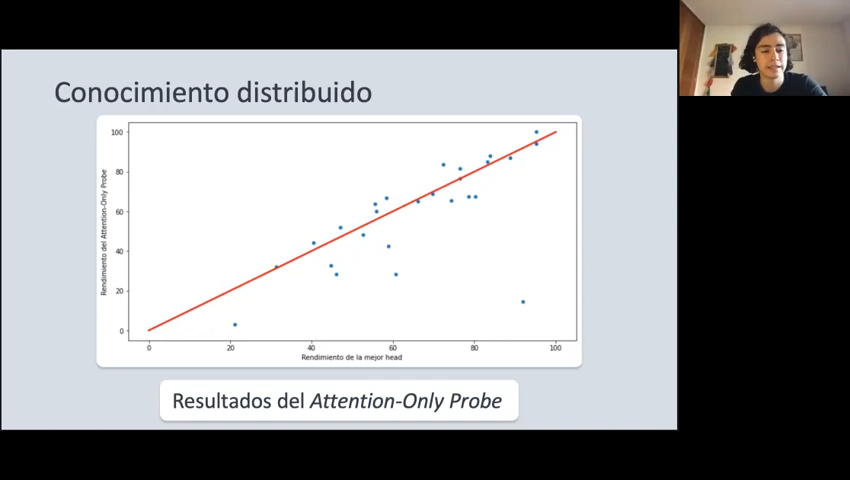 Conocimiento distribuido
Rendimiento del Attention-Only Probe
100
80
60
40
20
0
0 20 40 60 80 100
Rendimiento de la mejor head
Resultados del Attention-Only Probe